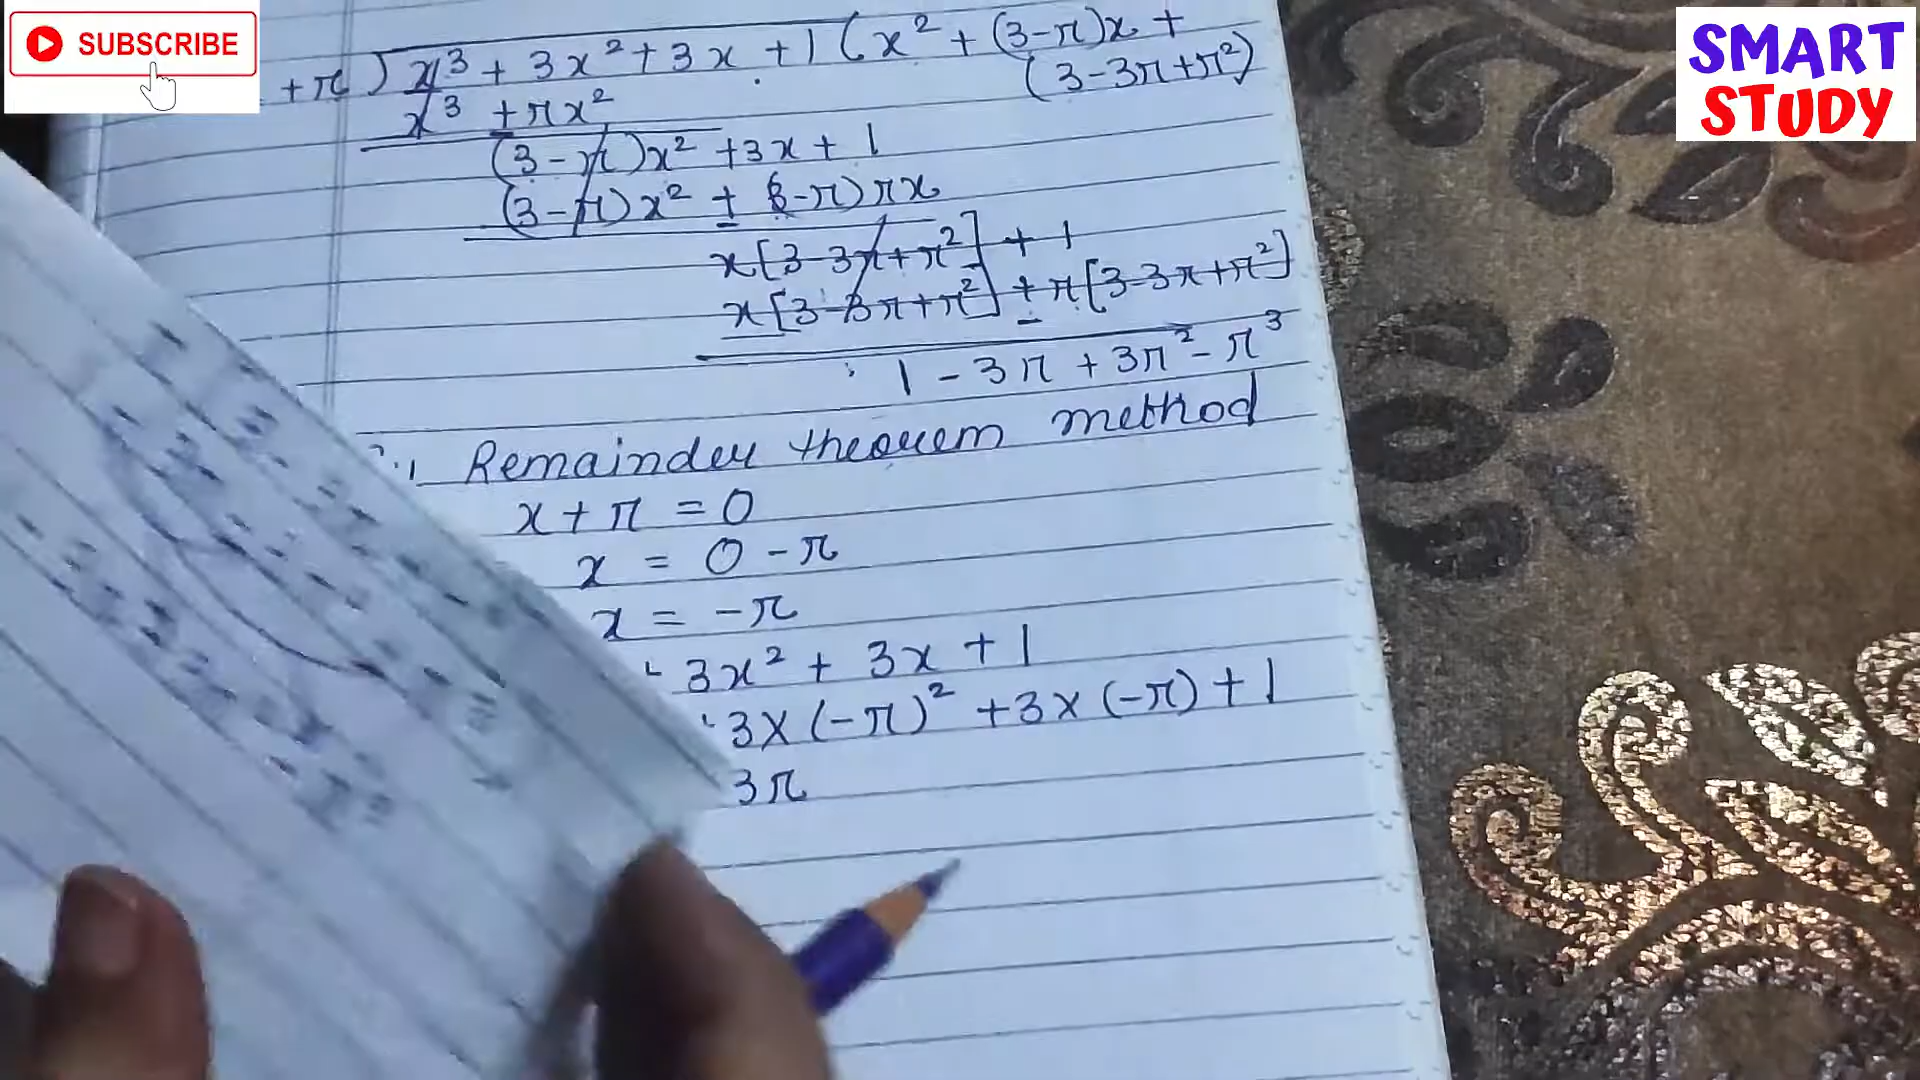 SUBSCRIBE
SMART
STUDY
+π ) x³ + 3x² + 3x + 1 ( x² + (3-π)x +
(3-3π+π²)
x³ + πx²
(3-π)x² + 3x + 1
(3-π)x² + (3-π)πx
x[3-3π+π²] + 1
x[3-3π+π²] + π[3-3π+π²]
1 - 3π + 3π² - π³
Remainder theorem method
x + π = 0
x = 0 - π
x = -π
3x² + 3x + 1
3×(-π)² + 3×(-π) + 1
3π